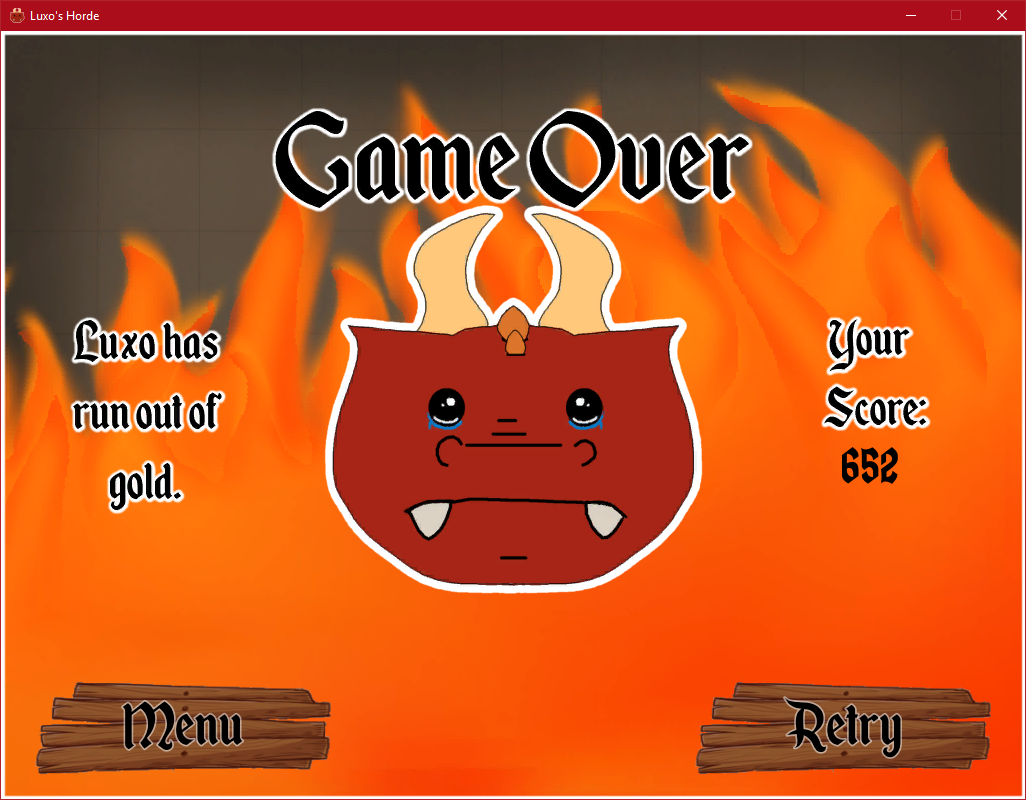 Luxo's Horde
Game Over
Luxo has
run out of
gold.
Your
Score:
652
Menu
Retry